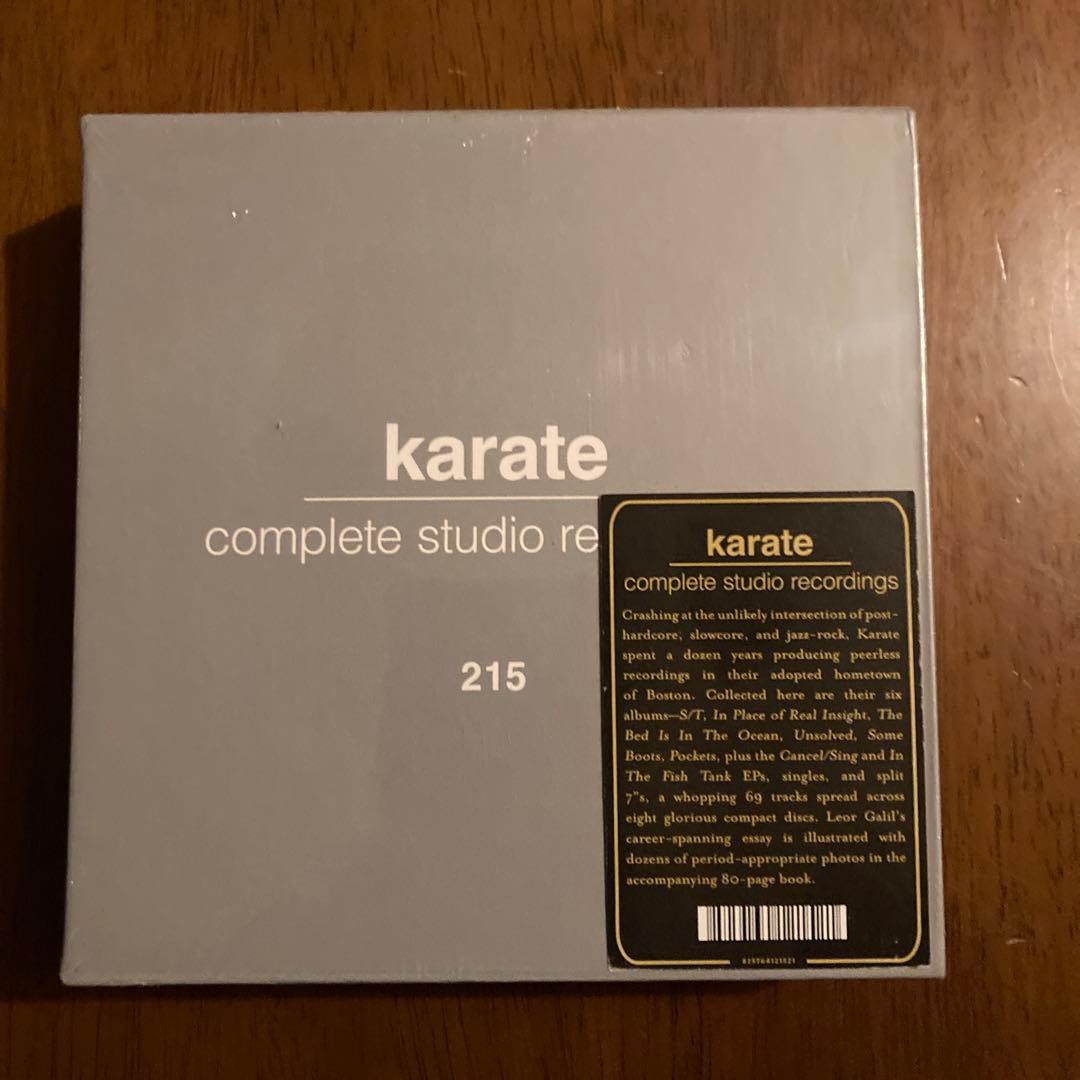 karate
complete studio re
215
karate
complete studio recordings
Crashing at the unlikely intersection of post-
hardcore, slowcore, and jazz-rock, Karate
spent a dozen years producing peerless
recordings in their adopted hometown
of Boston. Collected here are their six
albums—S/T, In Place of Real Insight, The
Bed Is In The Ocean, Unsolved, Some
Boots, Pockets, plus the Cancel/Sing and In
The Fish Tank EPs, singles, and split
7"s, a whopping 69 tracks spread across
eight glorious compact discs. Leor Galil's
career-spanning essay is illustrated with
dozens of period-appropriate photos in the
accompanying 80-page book.